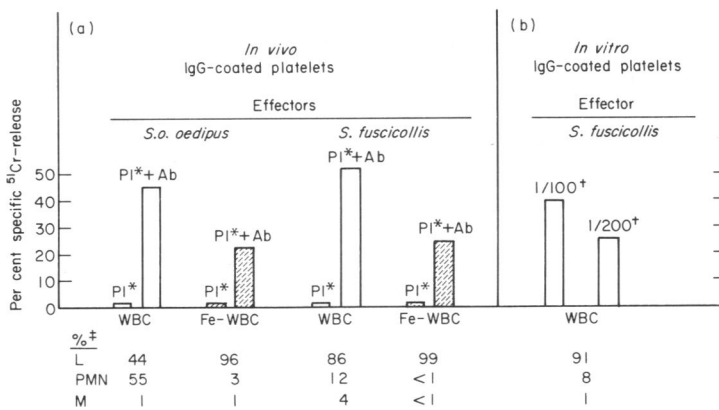 (a)
In vivo
IgG-coated platelets
Effectors
S.o. oedipus
S. fuscicollis
(b)
In vitro
IgG-coated platelets
Effector
S. fuscicollis
Per cent specific ⁵¹Cr-release
50
40
30
20
10
0
Pl*
Pl*+Ab
Pl*
Pl*+Ab
Pl*
Pl*+Ab
Pl*
Pl*+Ab
1/100†
1/200†
WBC Fe-WBC WBC Fe-WBC WBC
%‡
L 44 96 86 99 91
PMN 55 3 12 <1 8
M 1 1 4 <1 1